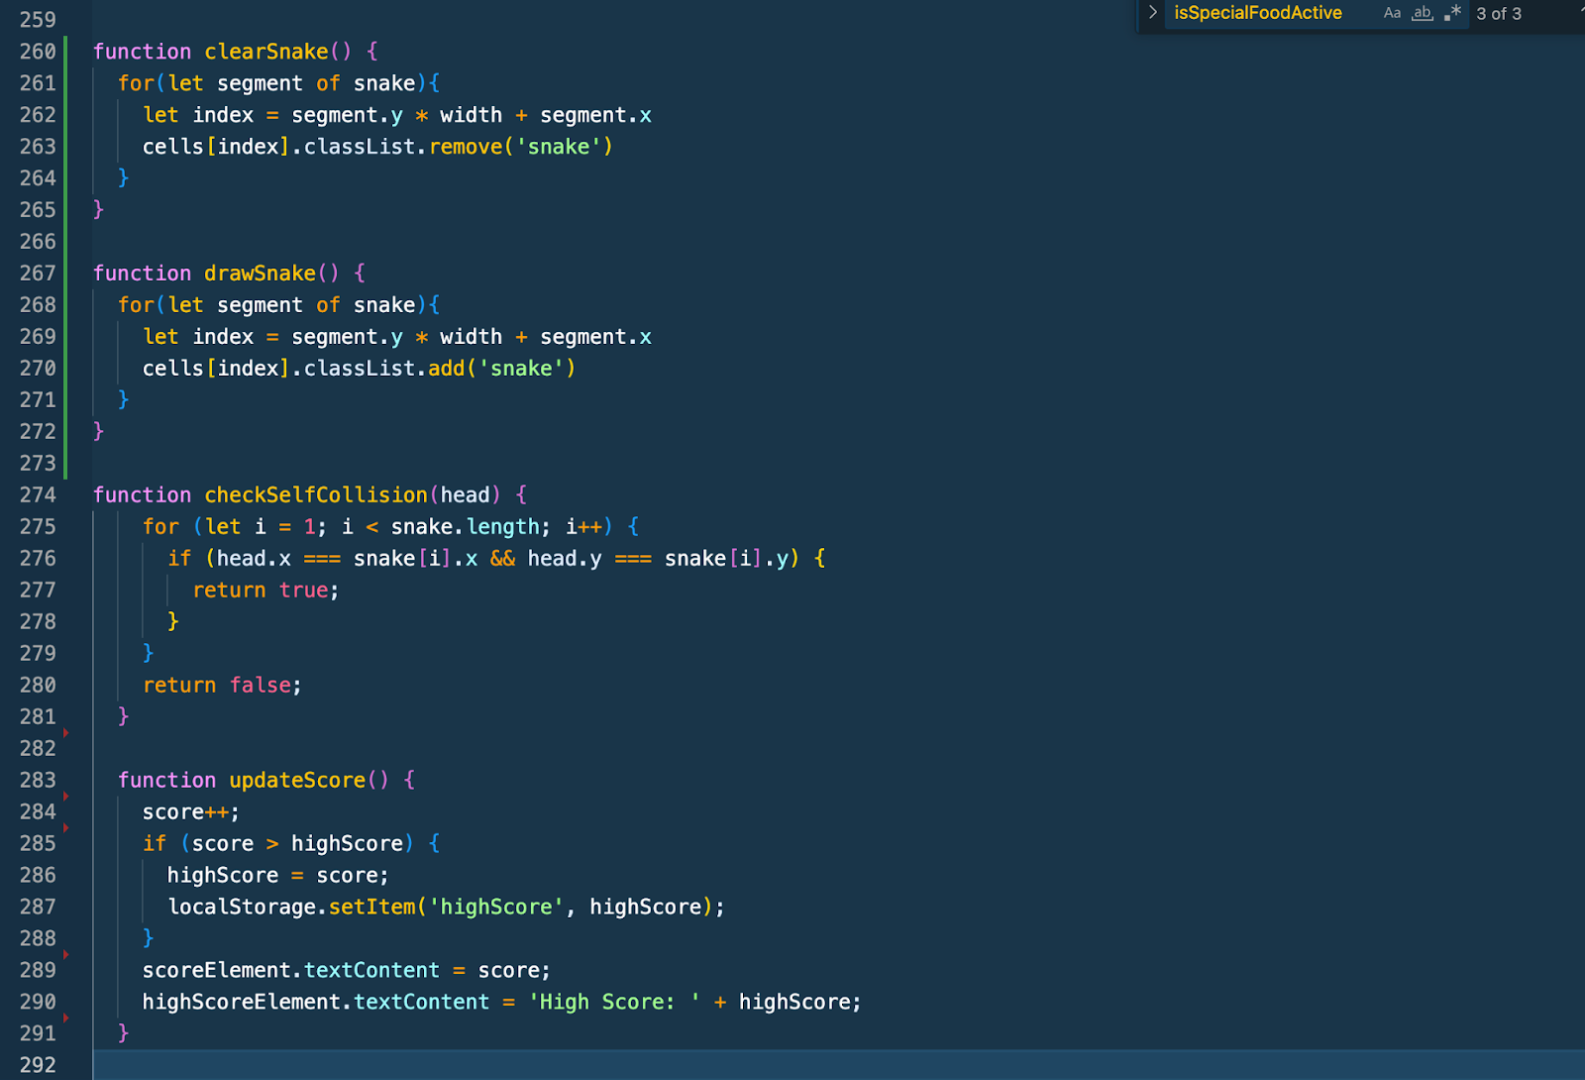 isSpecialFoodActive Aa ab .* 3 of 3
259
260 function clearSnake() {
261 for(let segment of snake){
262 let index = segment.y * width + segment.x
263 cells[index].classList.remove('snake')
264 }
265 }
266
267 function drawSnake() {
268 for(let segment of snake){
269 let index = segment.y * width + segment.x
270 cells[index].classList.add('snake')
271 }
272 }
273
274 function checkSelfCollision(head) {
275 for (let i = 1; i < snake.length; i++) {
276 if (head.x === snake[i].x && head.y === snake[i].y) {
277 return true;
278 }
279 }
280 return false;
281 }
282
283 function updateScore() {
284 score++;
285 if (score > highScore) {
286 highScore = score;
287 localStorage.setItem('highScore', highScore);
288 }
289 scoreElement.textContent = score;
290 highScoreElement.textContent = 'High Score: ' + highScore;
291 }
292